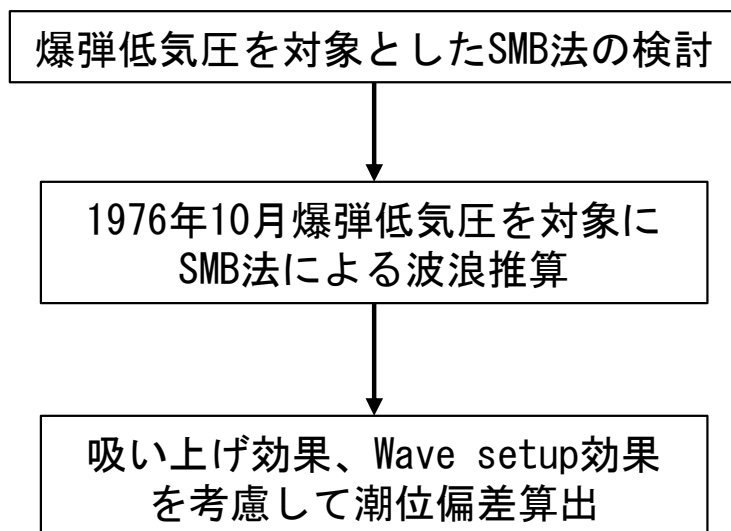 爆弾低気圧を対象としたSMB法の検討
1976年10月爆弾低気圧を対象に
SMB法による波浪推算
吸い上げ効果、Wave setup効果
を考慮して潮位偏差算出